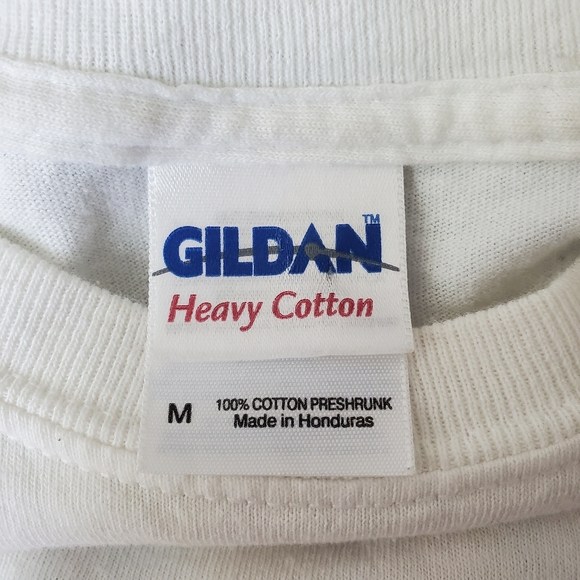 GILDAN™
Heavy Cotton
M 100% COTTON PRESHRUNK
Made in Honduras